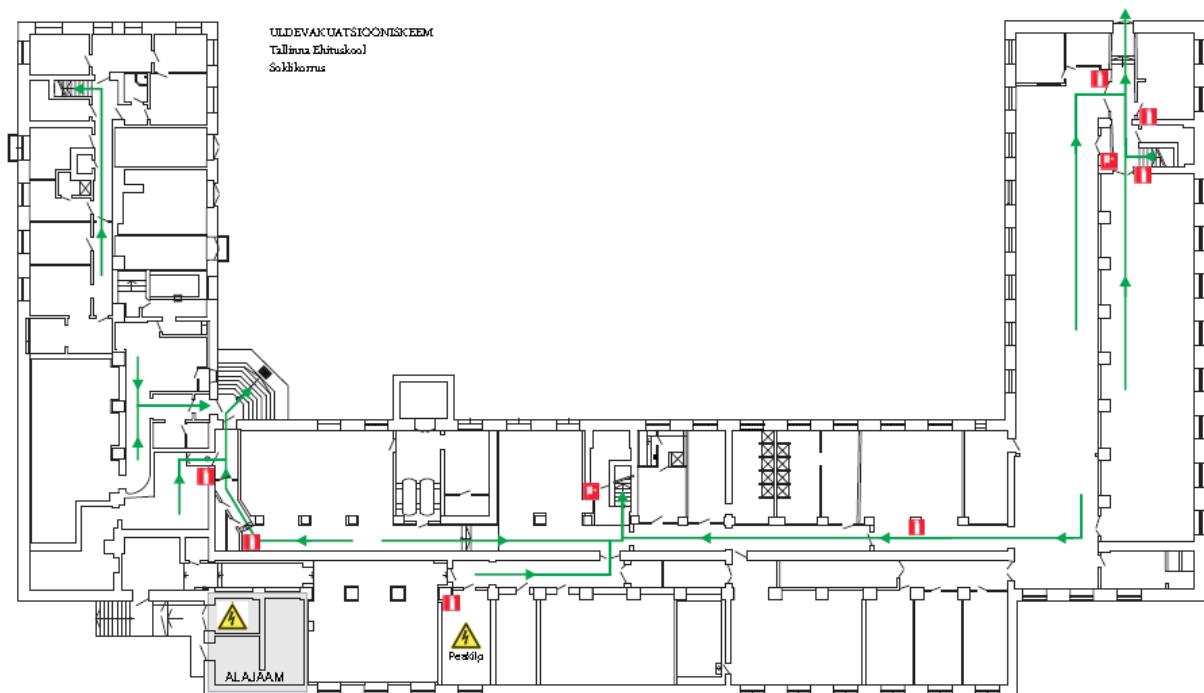 ULDEVAKUATSIOONISKEEM
Tallinna Ehituskool
Soklikorrus
Peakilp
ALAJAAM